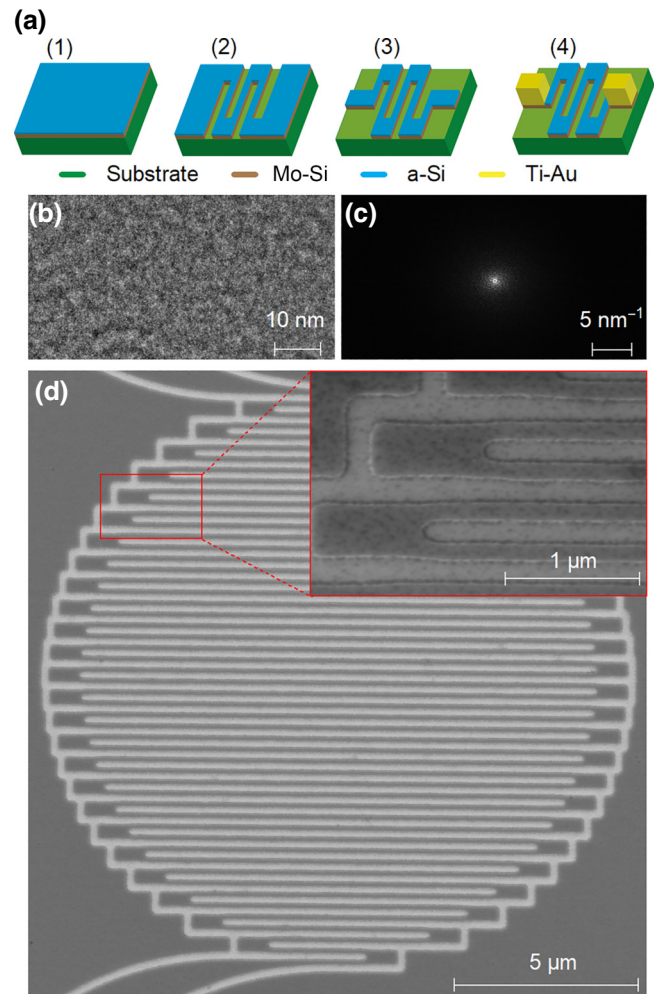 (a)
(1) (2) (3) (4)
Substrate Mo-Si a-Si Ti-Au
(b)
10 nm
(c)
5 nm⁻¹
(d)
1 μm
5 μm